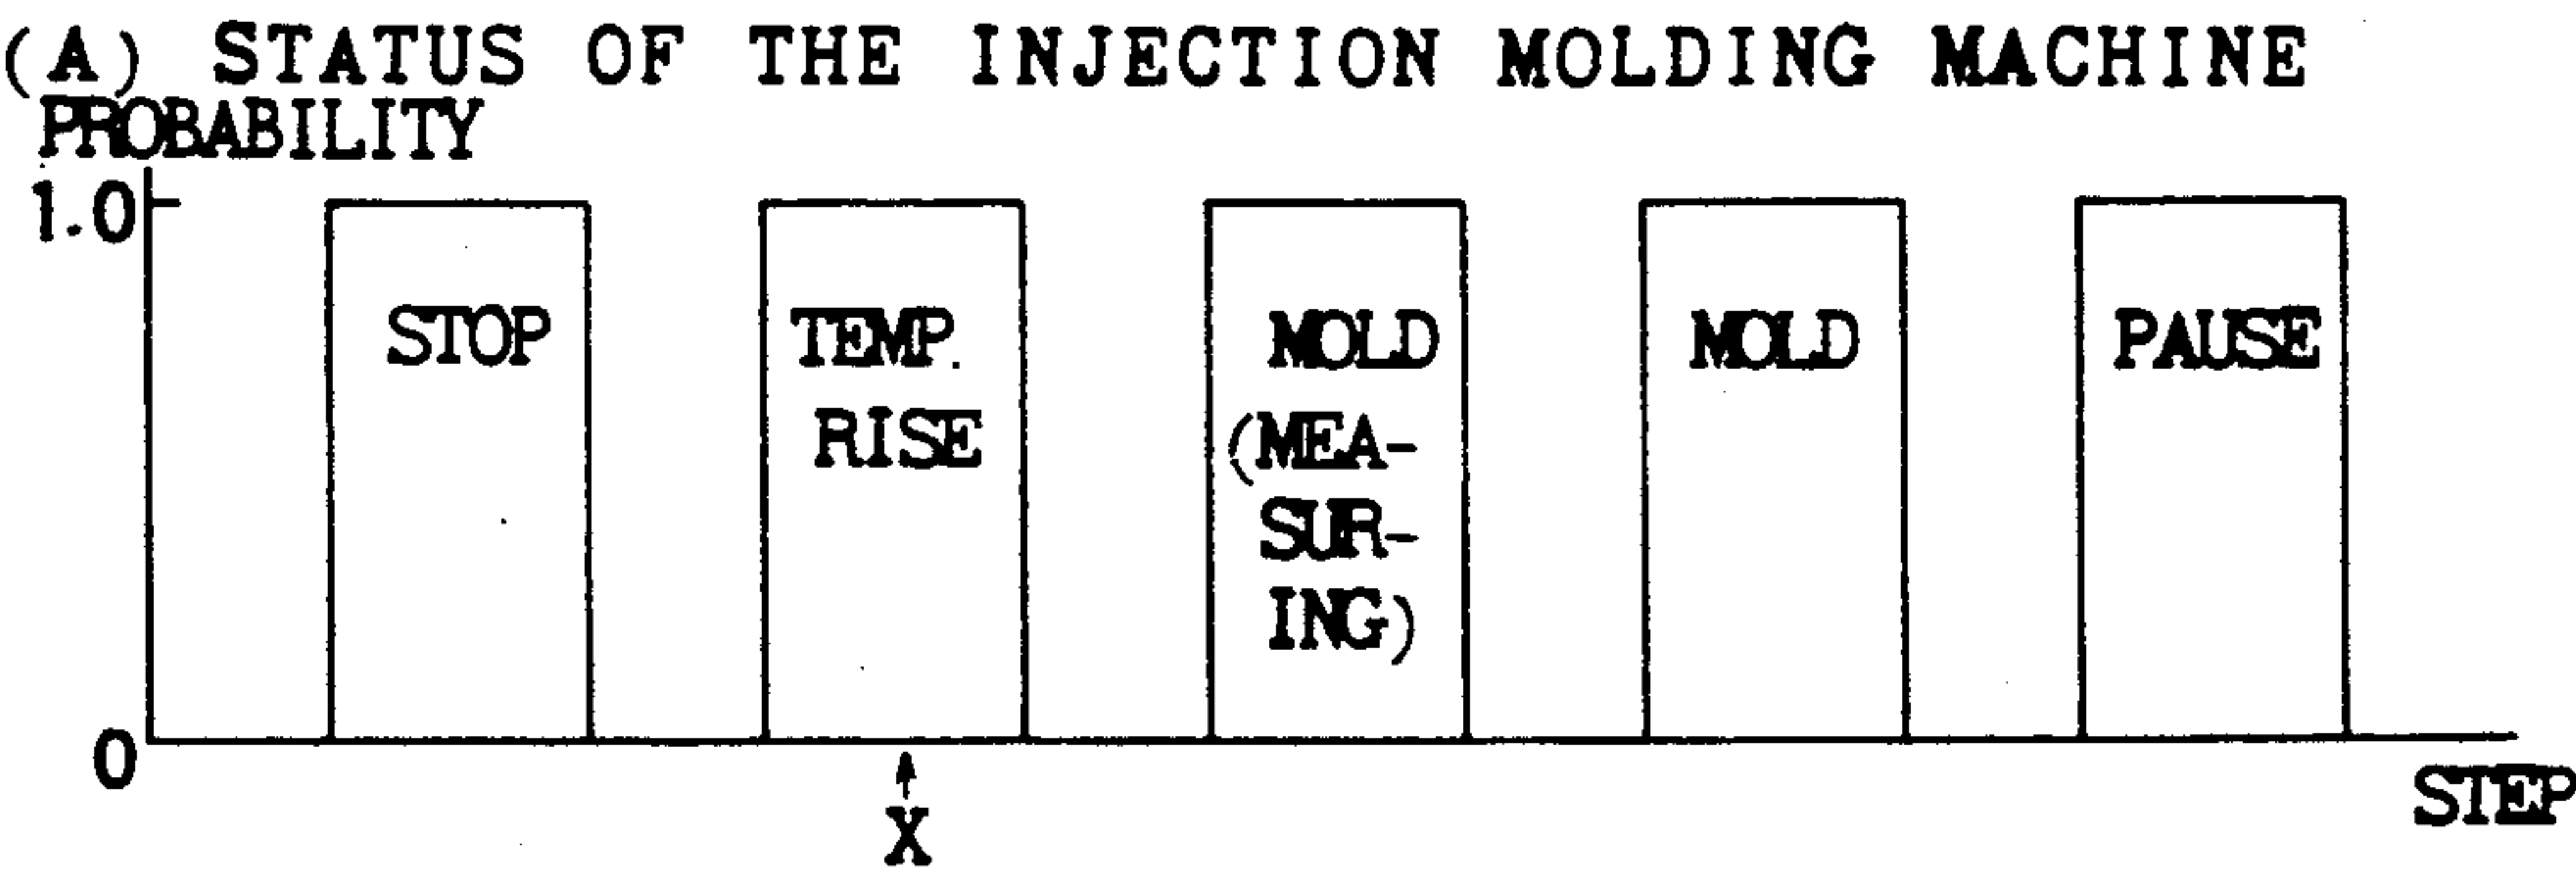 (A) STATUS OF THE INJECTION MOLDING MACHINE
PROBABILITY
1.0
STOP
TEMP.
RISE
MOLD
(MEA-
SUR-
ING)
MOLD
PAUSE
0
X
STEP